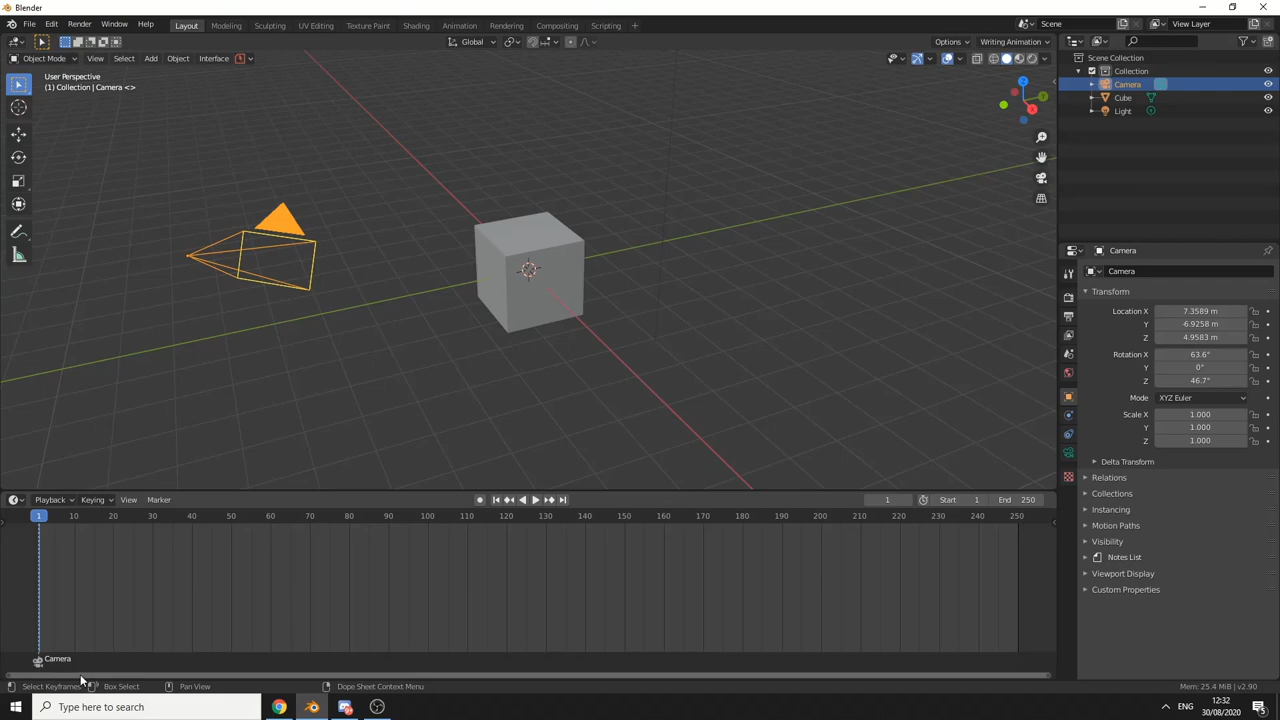 Blender
File Edit Render Window Help Layout Modeling Sculpting UV Editing Texture Paint Shading Animation Rendering Compositing Scripting + Scene View Layer
Global Options Writing Animation
Object Mode View Select Add Object Interface
User Perspective
(1) Collection | Camera <>
Z
Y
X
Scene Collection
Collection
Camera
Cube
Light
Camera
Camera
Transform
Location X 7.3589 m
Y -6.9258 m
Z 4.9583 m
Rotation X 63.6°
Y 0°
Z 46.7°
Mode XYZ Euler
Scale X 1.000
Y 1.000
Z 1.000
Delta Transform
Relations
Collections
Instancing
Motion Paths
Visibility
Notes List
Viewport Display
Custom Properties
Playback Keying View Marker 1 Start 1 End 250
1 10 20 30 40 50 60 70 80 90 100 110 120 130 140 150 160 170 180 190 200 210 220 230 240 250
Camera
Select Keyframes Box Select Pan View Dope Sheet Context Menu Mem: 25.4 MiB | v2.90
Type here to search ENG 12:32
30/08/2020 5